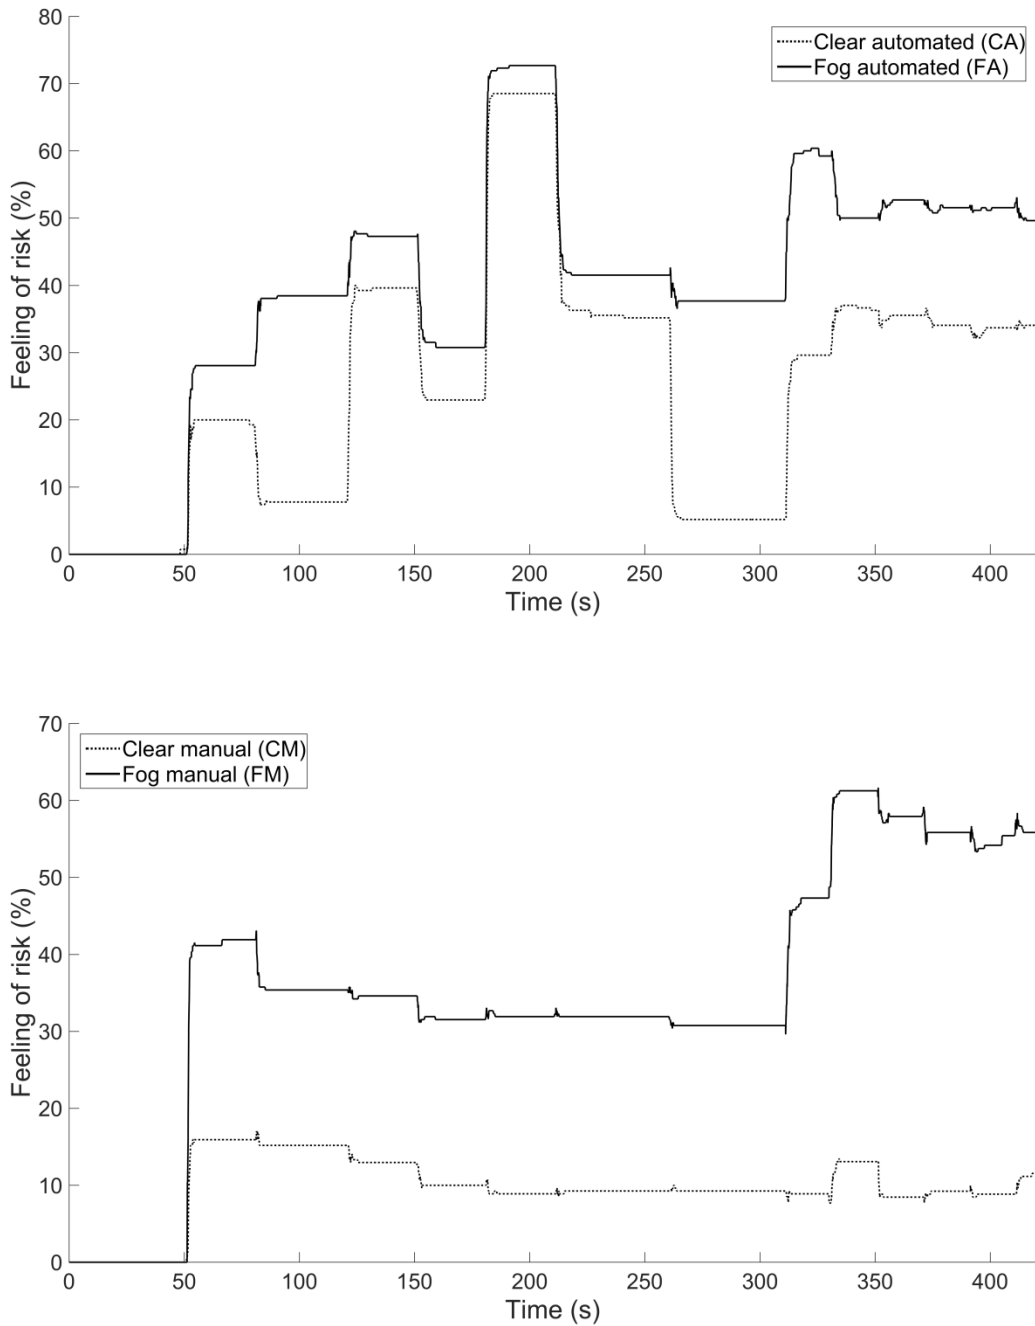 80
70
60
50
40
30
20
10
0
Feeling of risk (%)
Clear automated (CA)
Fog automated (FA)
0 50 100 150 200 250 300 350 400
Time (s)
70
60
50
40
30
20
10
0
Feeling of risk (%)
Clear manual (CM)
Fog manual (FM)
0 50 100 150 200 250 300 350 400
Time (s)